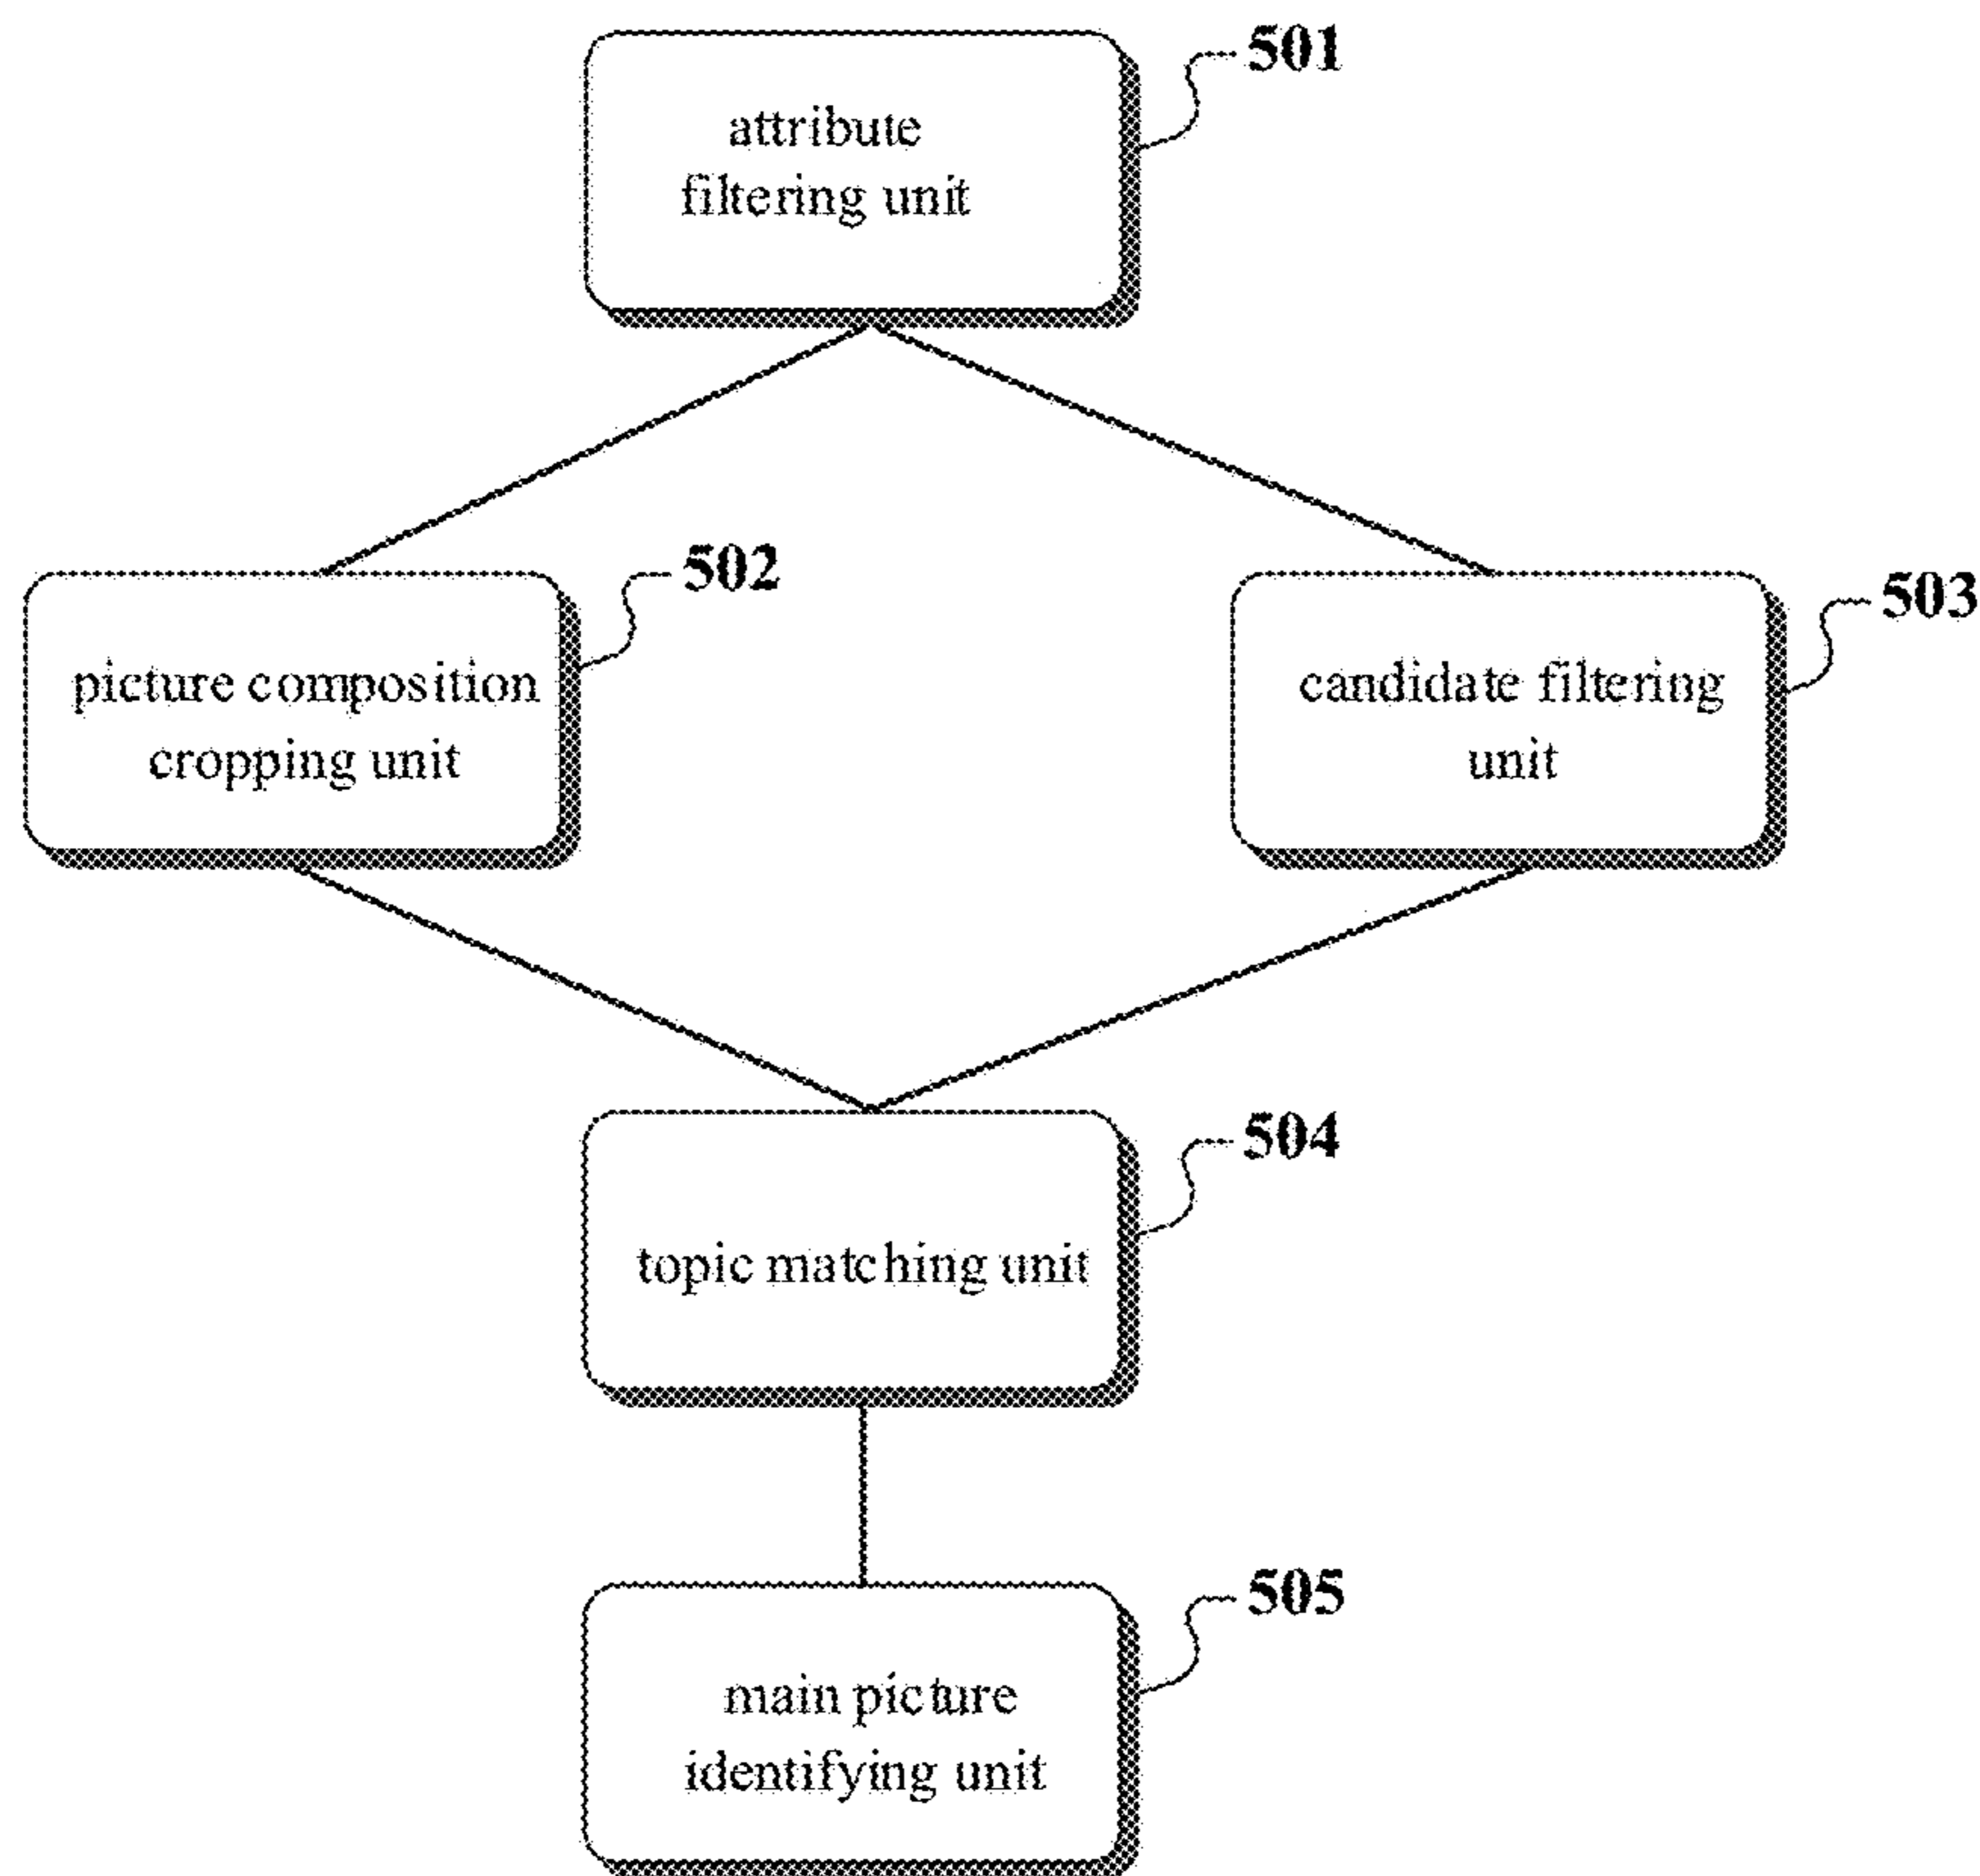 501
attribute
filtering unit
502
picture composition
cropping unit
503
candidate filtering
unit
504
topic matching unit
505
main picture
identifying unit